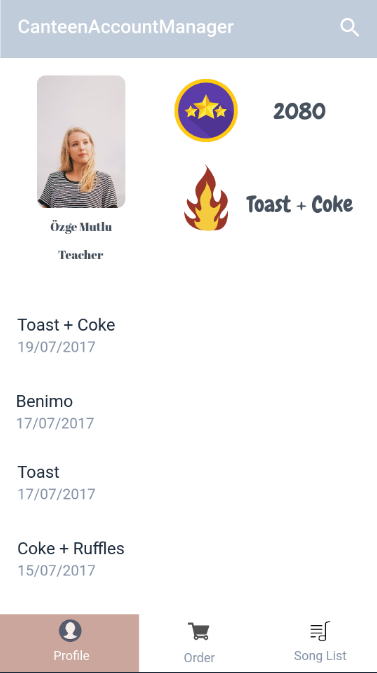 CanteenAccountManager
2080
Toast + Coke
Özge Mutlu
Teacher
Toast + Coke
19/07/2017
Benimo
17/07/2017
Toast
17/07/2017
Coke + Ruffles
15/07/2017
Profile
Order
Song List